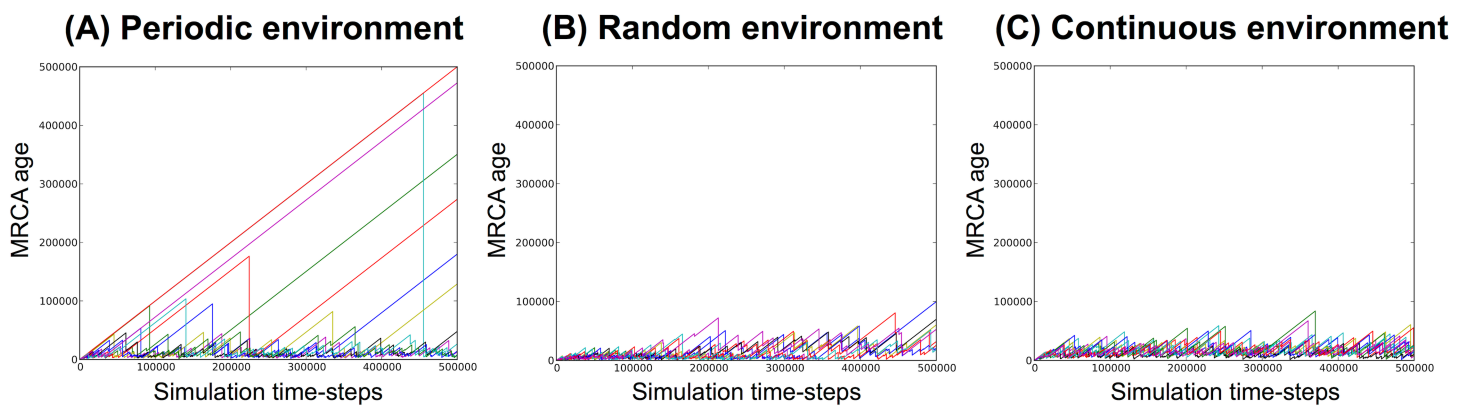 (A) Periodic environment
(B) Random environment
(C) Continuous environment
500000
400000
300000
200000
100000
0
0 100000 200000 300000 400000 500000
MRCA age
Simulation time-steps
500000
400000
300000
200000
100000
0
0 100000 200000 300000 400000 500000
MRCA age
Simulation time-steps
500000
400000
300000
200000
100000
0
0 100000 200000 300000 400000 500000
MRCA age
Simulation time-steps